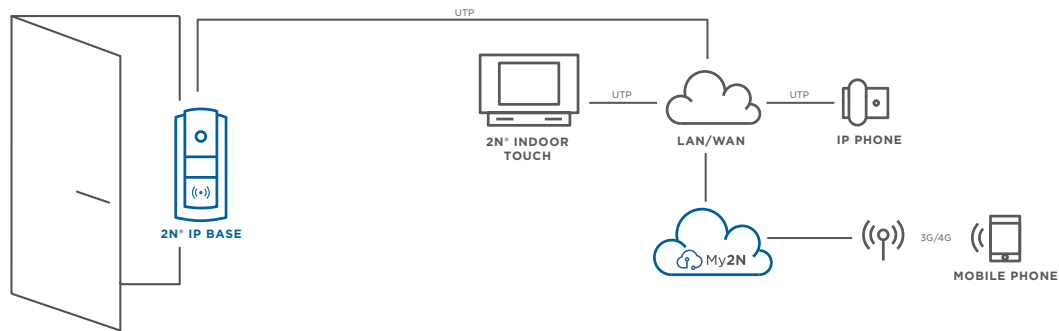 UTP
UTP
UTP
2N® INDOOR
TOUCH
LAN/WAN
IP PHONE
2N® IP BASE
My2N
3G/4G
MOBILE PHONE